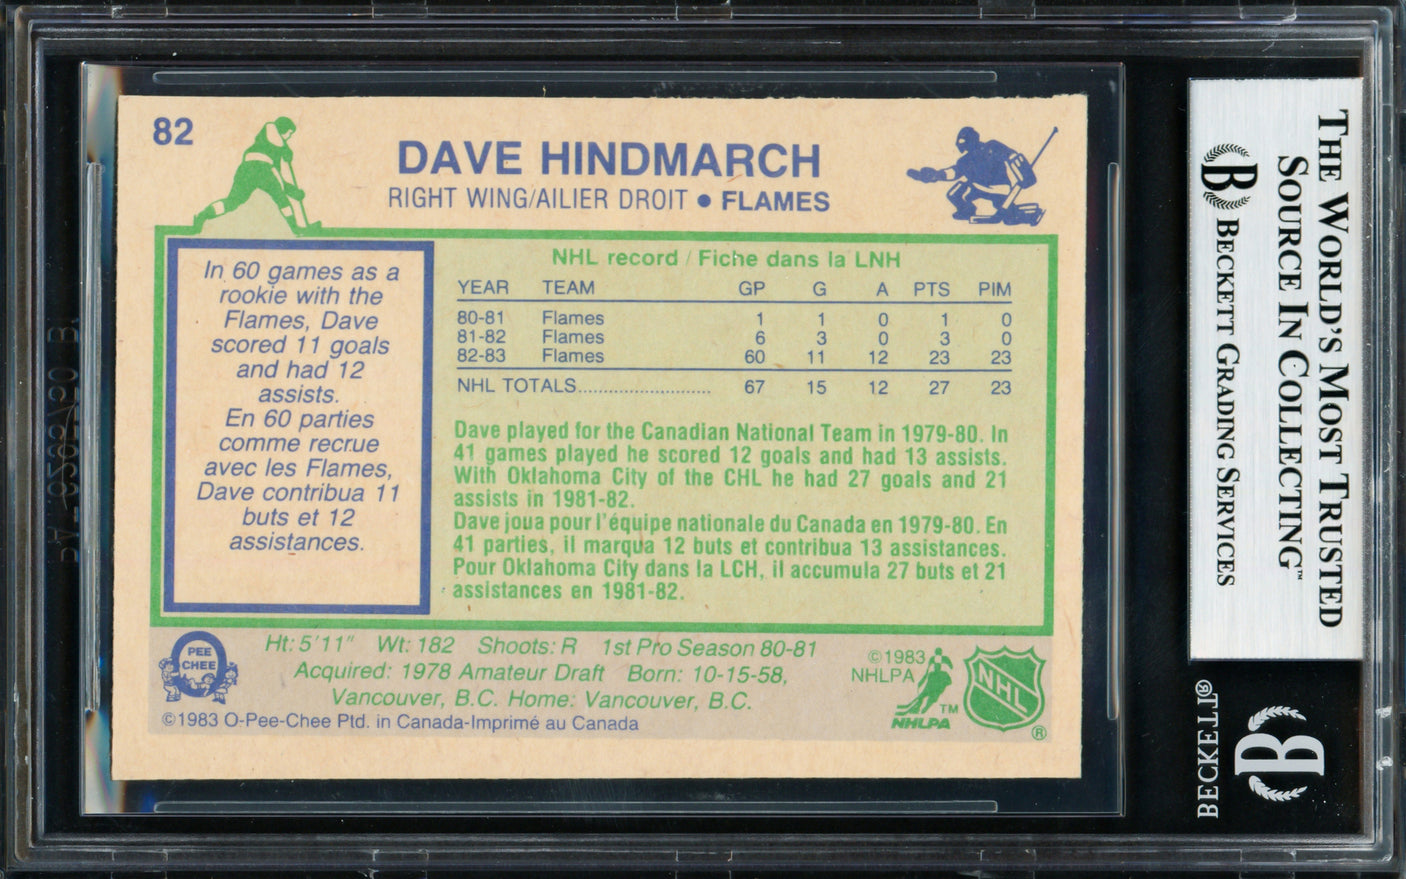 82
DAVE HINDMARCH
RIGHT WING/AILIER DROIT • FLAMES
In 60 games as a
rookie with the
Flames, Dave
scored 11 goals
and had 12
assists.
En 60 parties
comme recrue
avec les Flames,
Dave contribua 11
buts et 12
assistances.
NHL record / Fiche dans la LNH
YEAR TEAM GP G A PTS PIM
80-81 Flames 1 1 0 1 0
81-82 Flames 6 3 0 3 0
82-83 Flames 60 11 12 23 23
NHL TOTALS........................... 67 15 12 27 23
Dave played for the Canadian National Team in 1979-80. In
41 games played he scored 12 goals and had 13 assists.
With Oklahoma City of the CHL he had 27 goals and 21
assists in 1981-82.
Dave joua pour l'équipe nationale du Canada en 1979-80. En
41 parties, il marqua 12 buts et contribua 13 assistances.
Pour Oklahoma City dans la LCH, il accumula 27 buts et 21
assistances en 1981-82.
PEE
CHEE
Ht: 5'11" Wt: 182 Shoots: R 1st Pro Season 80-81
Acquired: 1978 Amateur Draft Born: 10-15-58,
Vancouver, B.C. Home: Vancouver, B.C.
©1983 O-Pee-Chee Ptd. in Canada-Imprimé au Canada
©1983
NHLPA
NHLPA TM
NHL ®
THE WORLD'S MOST TRUSTED
SOURCE IN COLLECTING™
B BECKETT GRADING SERVICES
B
BECKETT®